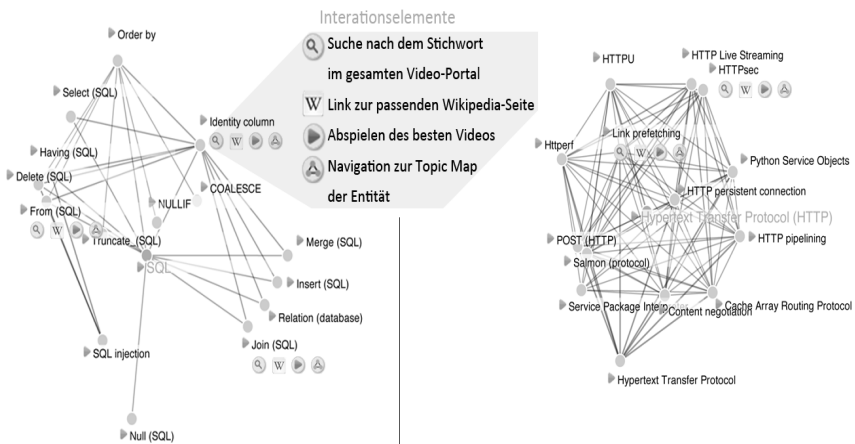 Interationselemente
Suche nach dem Stichwort
im gesamten Video-Portal
W Link zur passenden Wikipedia-Seite
Abspielen des besten Videos
Navigation zur Topic Map
der Entität
Order by
Select (SQL)
Identity column
W
Having (SQL)
Delete (SQL)
COALESCE
NULLIF
From (SQL)
W
Truncate_(SQL)
Merge (SQL)
SQL
Insert (SQL)
Relation (database)
Join (SQL)
W
SQL injection
Null (SQL)
HTTP Live Streaming
HTTPU
HTTPsec
W
Link prefetching
Httperf
W
Python Service Objects
HTTP persistent connection
Hypertext Transfer Protocol (HTTP)
POST (HTTP)
HTTP pipelining
Salmon (protocol)
Service Package
Cache Array Routing Protocol
Content negotiation
Hypertext Transfer Protocol